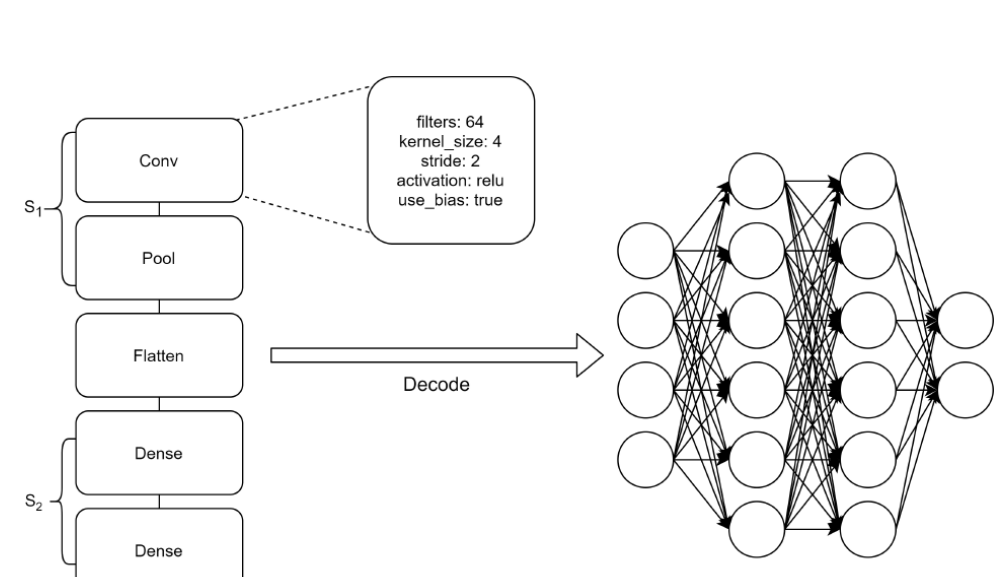 filters: 64
kernel_size: 4
stride: 2
activation: relu
use_bias: true
Conv
S1
Pool
Flatten
Decode
Dense
S2
Dense